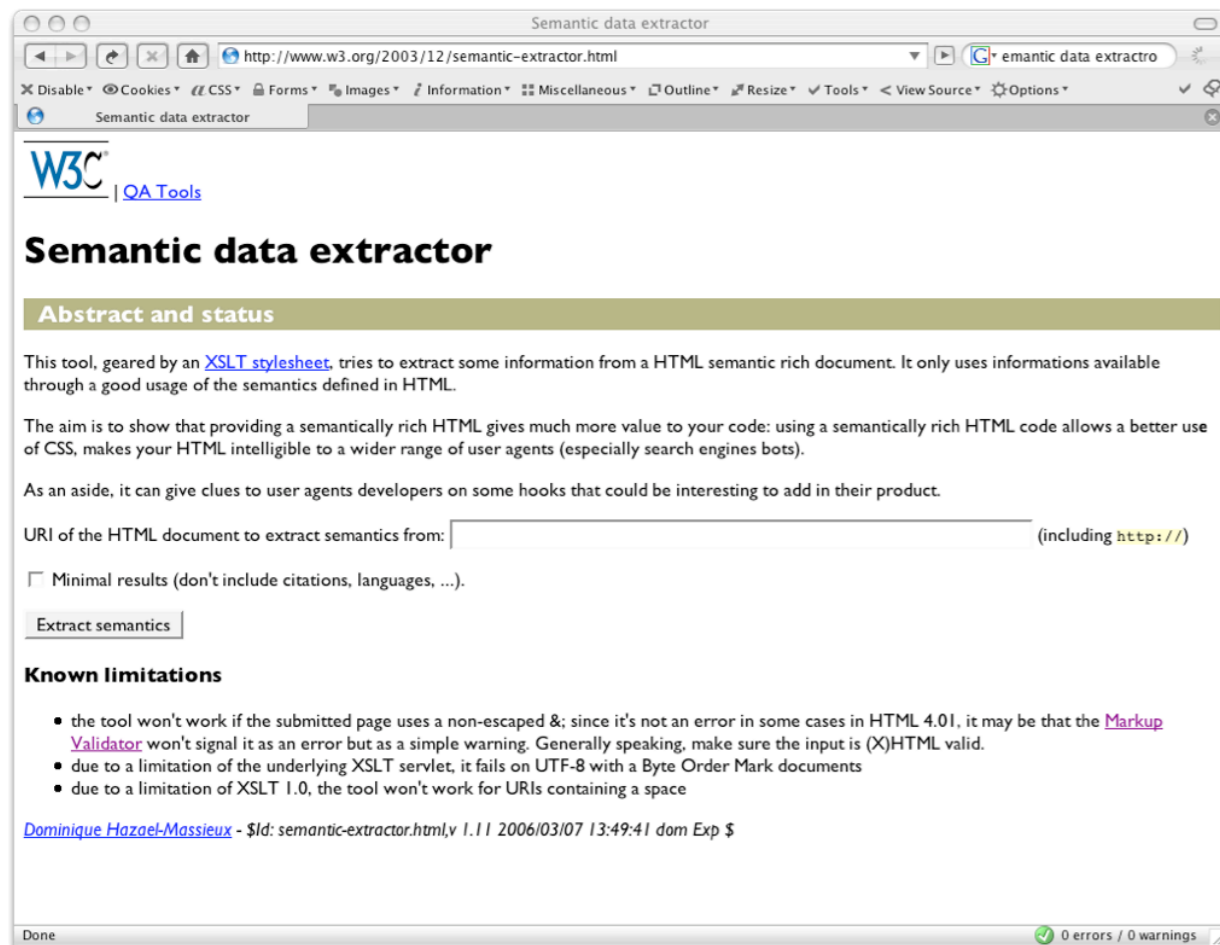 Semantic data extractor
http://www.w3.org/2003/12/semantic-extractor.html
G emantic data extractro
Disable Cookies CSS Forms Images Information Miscellaneous Outline Resize Tools View Source Options
Semantic data extractor
W3C®
| QA Tools
Semantic data extractor
Abstract and status
This tool, geared by an XSLT stylesheet, tries to extract some information from a HTML semantic rich document. It only uses informations available
through a good usage of the semantics defined in HTML.
The aim is to show that providing a semantically rich HTML gives much more value to your code: using a semantically rich HTML code allows a better use
of CSS, makes your HTML intelligible to a wider range of user agents (especially search engines bots).
As an aside, it can give clues to user agents developers on some hooks that could be interesting to add in their product.
URI of the HTML document to extract semantics from: (including http://)
Minimal results (don't include citations, languages, ...).
Extract semantics
Known limitations
• the tool won't work if the submitted page uses a non-escaped &; since it's not an error in some cases in HTML 4.01, it may be that the Markup
Validator won't signal it as an error but as a simple warning. Generally speaking, make sure the input is (X)HTML valid.
• due to a limitation of the underlying XSLT servlet, it fails on UTF-8 with a Byte Order Mark documents
• due to a limitation of XSLT 1.0, the tool won't work for URIs containing a space
Dominique Hazael-Massieux - $Id: semantic-extractor.html,v 1.11 2006/03/07 13:49:41 dom Exp $
Done
0 errors / 0 warnings